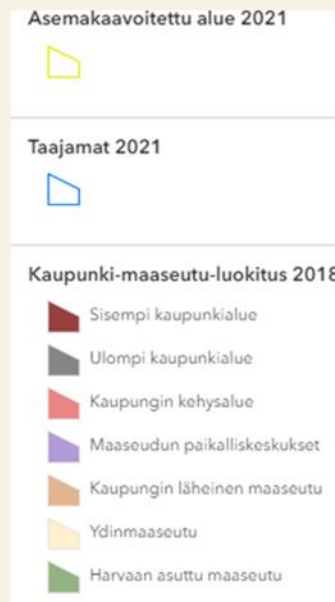 Asemakaavoitettu alue 2021
Taajamat 2021
Kaupunki-maaseutu-luokitus 2018
Sisempi kaupunkialue
Ulompi kaupunkialue
Kaupungin kehysalue
Maaseudun paikalliskeskukset
Kaupungin läheinen maaseutu
Ydinmaaseutu
Harvaan asuttu maaseutu